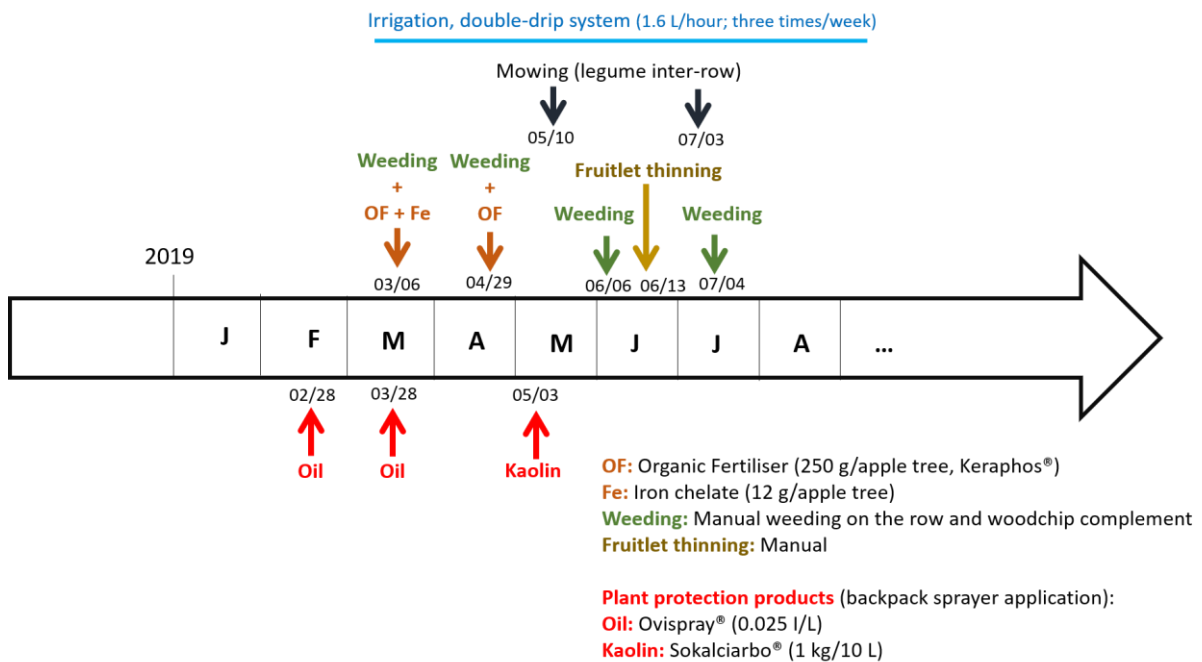 Irrigation, double-drip system (1.6 L/hour; three times/week)
Mowing (legume inter-row)
05/10 07/03
Weeding Weeding
+ +
OF + Fe OF
Fruitlet thinning
Weeding Weeding
2019
03/06 04/29 06/06 06/13 07/04
J F M A M J J A ...
02/28 03/28 05/03
Oil Oil Kaolin
OF: Organic Fertiliser (250 g/apple tree, Keraphos®)
Fe: Iron chelate (12 g/apple tree)
Weeding: Manual weeding on the row and woodchip complement
Fruitlet thinning: Manual
Plant protection products (backpack sprayer application):
Oil: Ovispray® (0.025 l/L)
Kaolin: Sokalciarbo® (1 kg/10 L)